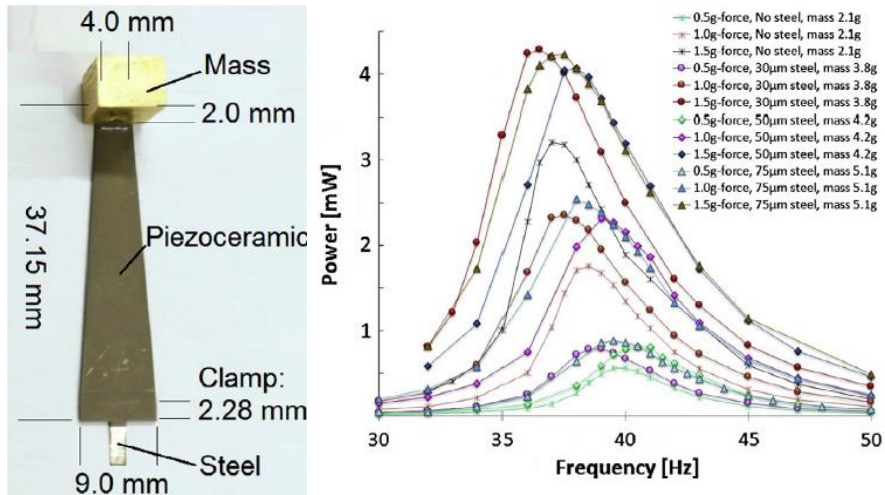 4.0 mm
Mass
2.0 mm
37.15 mm
Piezoceramic
Clamp:
2.28 mm
Steel
9.0 mm
Power [mW]
4
3
2
1
0.5g-force, No steel, mass 2.1g
1.0g-force, No steel, mass 2.1g
1.5g-force, No steel, mass 2.1g
0.5g-force, 30μm steel, mass 3.8g
1.0g-force, 30μm steel, mass 3.8g
1.5g-force, 30μm steel, mass 3.8g
0.5g-force, 50μm steel, mass 4.2g
1.0g-force, 50μm steel, mass 4.2g
1.5g-force, 50μm steel, mass 4.2g
0.5g-force, 75μm steel, mass 5.1g
1.0g-force, 75μm steel, mass 5.1g
1.5g-force, 75μm steel, mass 5.1g
30 35 40 45 50
Frequency [Hz]